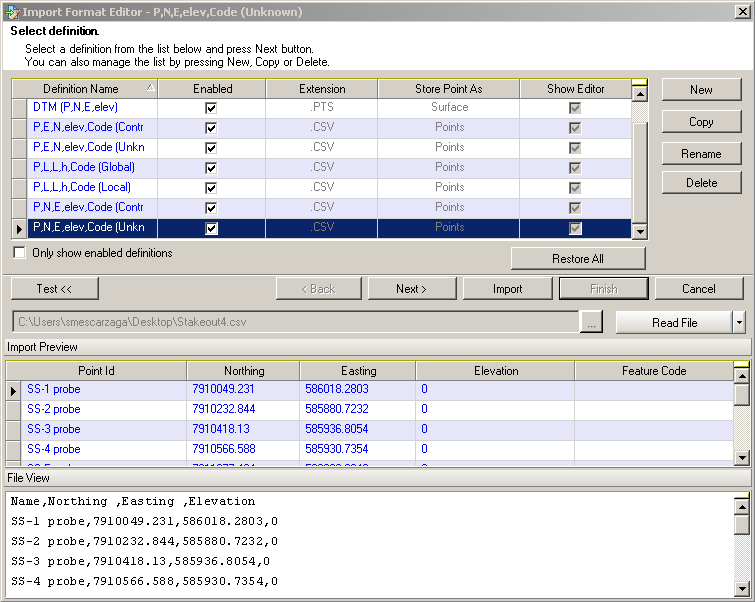 Import Format Editor - P,N,E,elev,Code (Unknown)
Select definition.
Select a definition from the list below and press Next button.
You can also manage the list by pressing New, Copy or Delete.
Definition Name Enabled Extension Store Point As Show Editor
DTM (P,N,E,elev) .PTS Surface
P,E,N,elev,Code (Contr .CSV Points
P,E,N,elev,Code (Unkn .CSV Points
P,L,L,h,Code (Global) .CSV Points
P,L,L,h,Code (Local) .CSV Points
P,N,E,elev,Code (Contr .CSV Points
P,N,E,elev,Code (Unkn .CSV Points
New
Copy
Rename
Delete
Only show enabled definitions
Restore All
Test << < Back Next > Import Finish Cancel
C:\Users\smescarzaga\Desktop\Stakeout4.csv ... Read File
Import Preview
Point Id Northing Easting Elevation Feature Code
SS-1 probe 7910049.231 586018.2803 0
SS-2 probe 7910232.844 585880.7232 0
SS-3 probe 7910418.13 585936.8054 0
SS-4 probe 7910566.588 585930.7354 0
File View
Name,Northing ,Easting ,Elevation
SS-1 probe,7910049.231,586018.2803,0
SS-2 probe,7910232.844,585880.7232,0
SS-3 probe,7910418.13,585936.8054,0
SS-4 probe,7910566.588,585930.7354,0